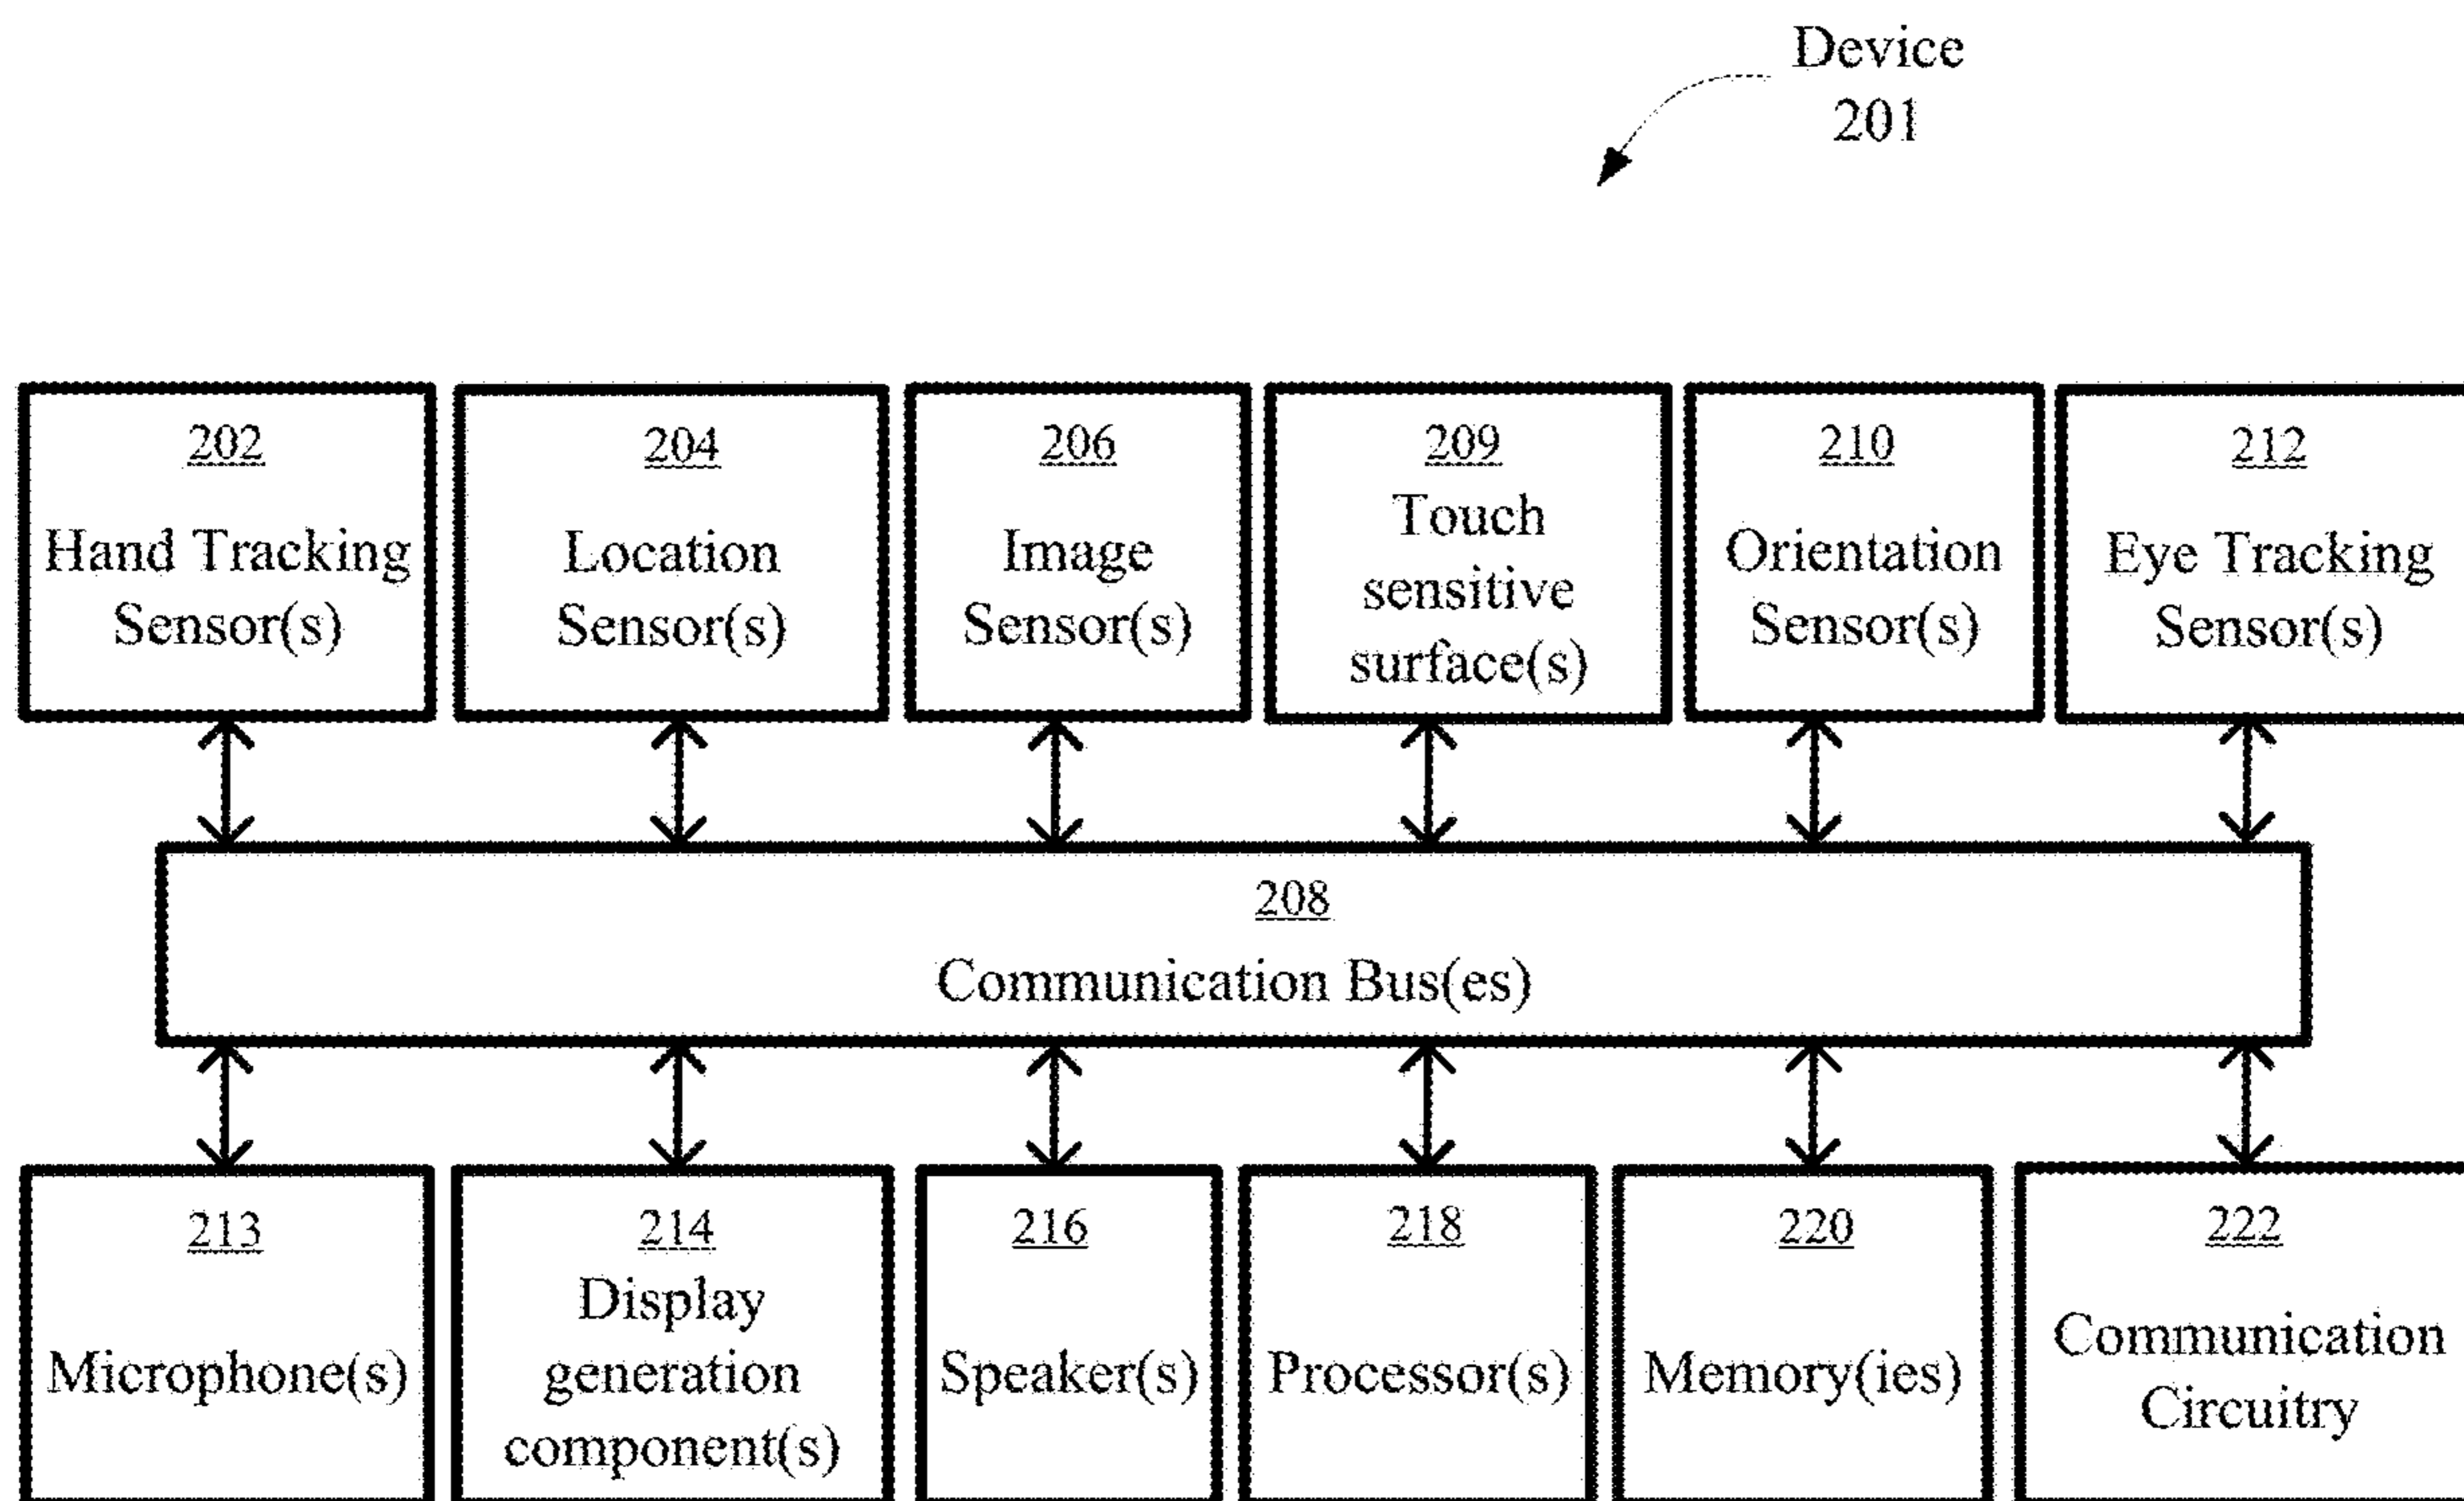 Device
201
202
Hand Tracking
Sensor(s)
204
Location
Sensor(s)
206
Image
Sensor(s)
209
Touch
sensitive
surface(s)
210
Orientation
Sensor(s)
212
Eye Tracking
Sensor(s)
208
Communication Bus(es)
213
Microphone(s)
214
Display
generation
component(s)
216
Speaker(s)
218
Processor(s)
220
Memory(ies)
222
Communication
Circuitry